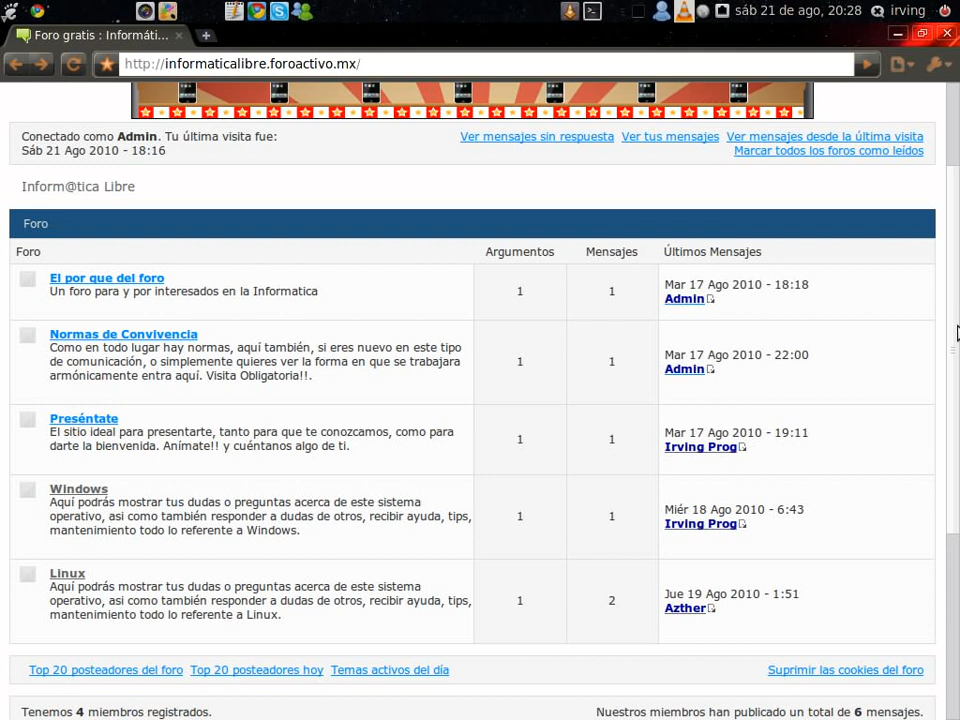 sáb 21 de ago, 20:28
irving
Foro gratis : Informáti...
http://informaticalibre.foroactivo.mx/
Conectado como Admin. Tu última visita fue:
Sáb 21 Ago 2010 - 18:16
Ver mensajes sin respuesta Ver tus mensajes Ver mensajes desde la última visita
Marcar todos los foros como leídos
Inform@tica Libre
Foro
Foro Argumentos Mensajes Últimos Mensajes
El por que del foro
Un foro para y por interesados en la Informatica
1 1
Mar 17 Ago 2010 - 18:18
Admin
Normas de Convivencia
Como en todo lugar hay normas, aquí también, si eres nuevo en este tipo
de comunicación, o simplemente quieres ver la forma en que se trabajara
armónicamente entra aquí. Visita Obligatoria!!.
1 1
Mar 17 Ago 2010 - 22:00
Admin
Preséntate
El sitio ideal para presentarte, tanto para que te conozcamos, como para
darte la bienvenida. Anímate!! y cuéntanos algo de ti.
1 1
Mar 17 Ago 2010 - 19:11
Irving Prog
Windows
Aquí podrás mostrar tus dudas o preguntas acerca de este sistema
operativo, asi como también responder a dudas de otros, recibir ayuda, tips,
mantenimiento todo lo referente a Windows.
1 1
Miér 18 Ago 2010 - 6:43
Irving Prog
Linux
Aquí podrás mostrar tus dudas o preguntas acerca de este sistema
operativo, asi como también responder a dudas de otros, recibir ayuda, tips,
mantenimiento todo lo referente a Linux.
1 2
Jue 19 Ago 2010 - 1:51
Azther
Top 20 posteadores del foro Top 20 posteadores hoy Temas activos del día Suprimir las cookies del foro
Tenemos 4 miembros registrados. Nuestros miembros han publicado un total de 6 mensajes.